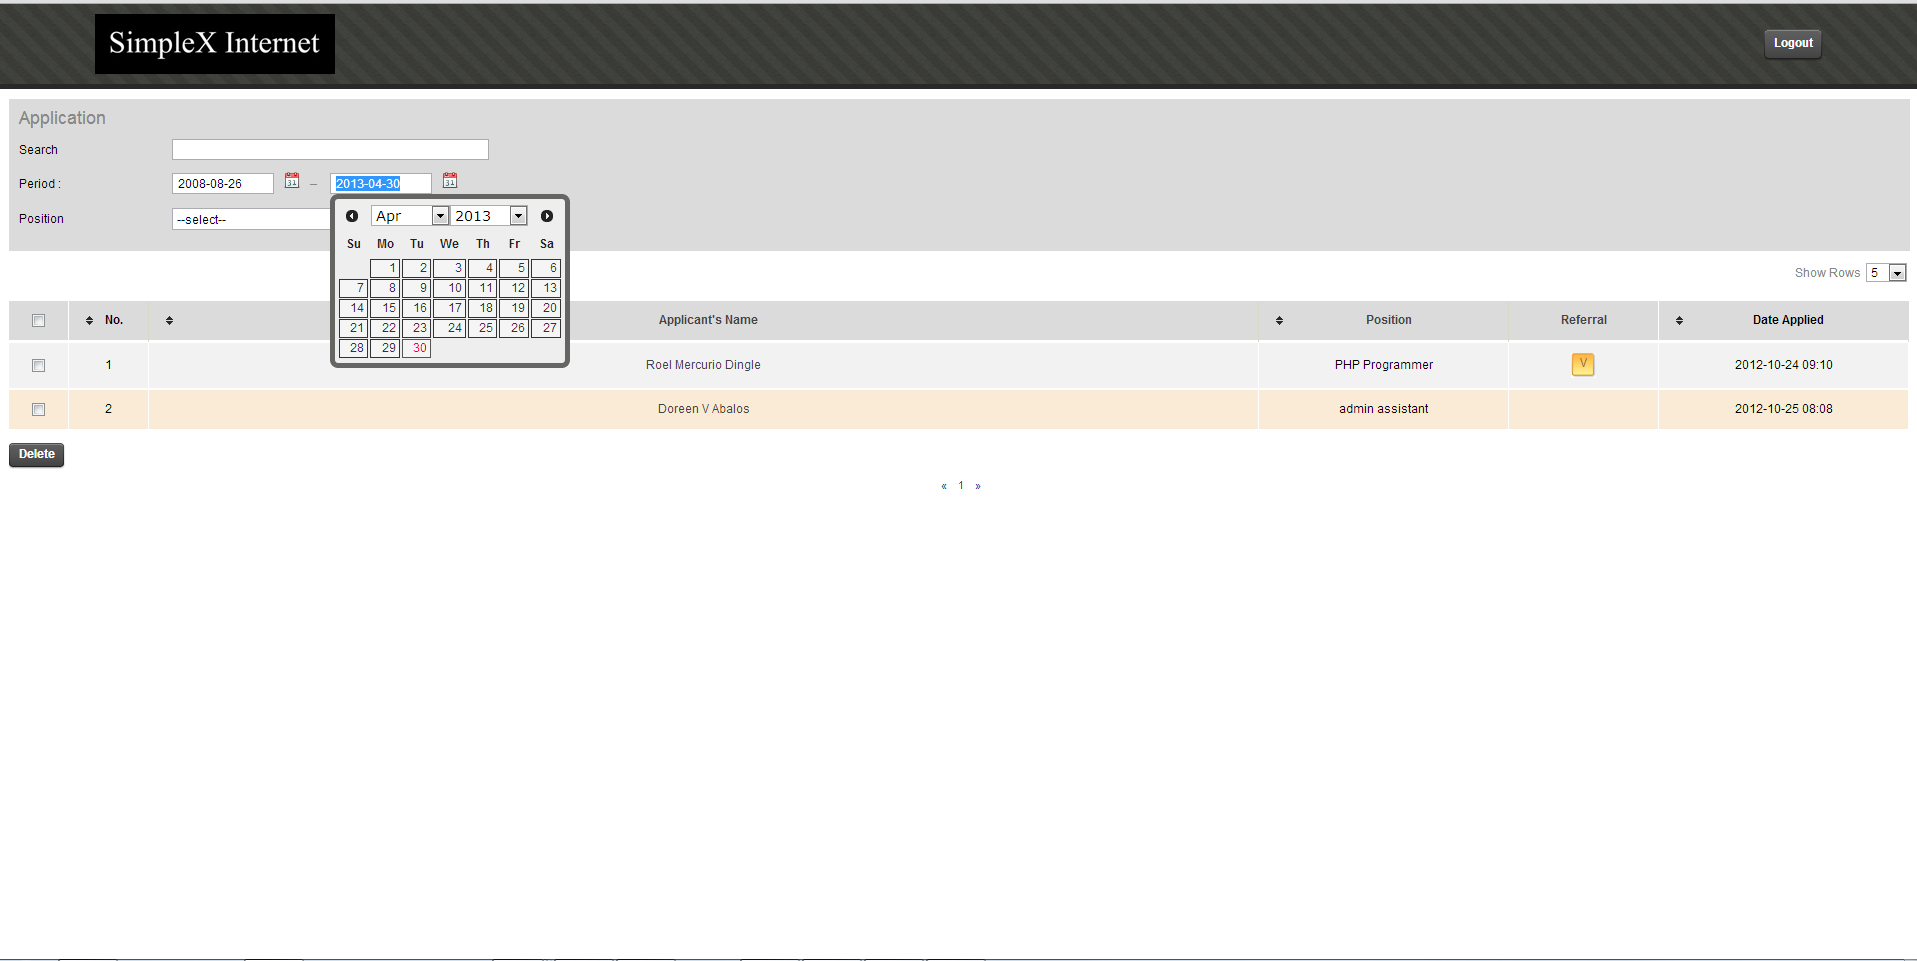 SimpleX Internet
Logout
Application
Search
Period :
2008-08-26
31
–
2013-04-30
31
Position
--select--
Apr
2013
Su Mo Tu We Th Fr Sa
1 2 3 4 5 6
7 8 9 10 11 12 13
14 15 16 17 18 19 20
21 22 23 24 25 26 27
28 29 30
Show Rows 5
No. Applicant's Name Position Referral Date Applied
1 Roel Mercurio Dingle PHP Programmer V 2012-10-24 09:10
2 Doreen V Abalos admin assistant 2012-10-25 08:08
Delete
« 1 »